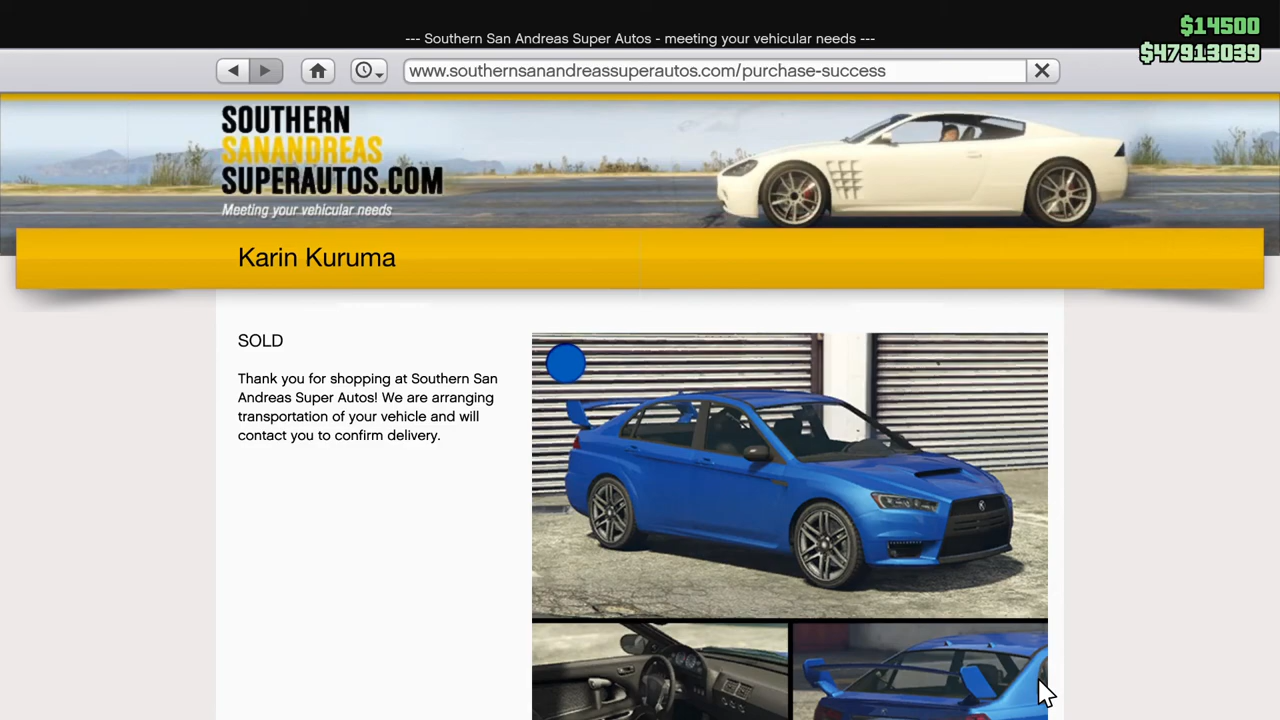 $14500
--- Southern San Andreas Super Autos - meeting your vehicular needs ---
$47913039
www.southernsanandreassuperautos.com/purchase-success
SOUTHERN
SANANDREAS
SUPERAUTOS.COM
Meeting your vehicular needs
Karin Kuruma
SOLD
Thank you for shopping at Southern San
Andreas Super Autos! We are arranging
transportation of your vehicle and will
contact you to confirm delivery.